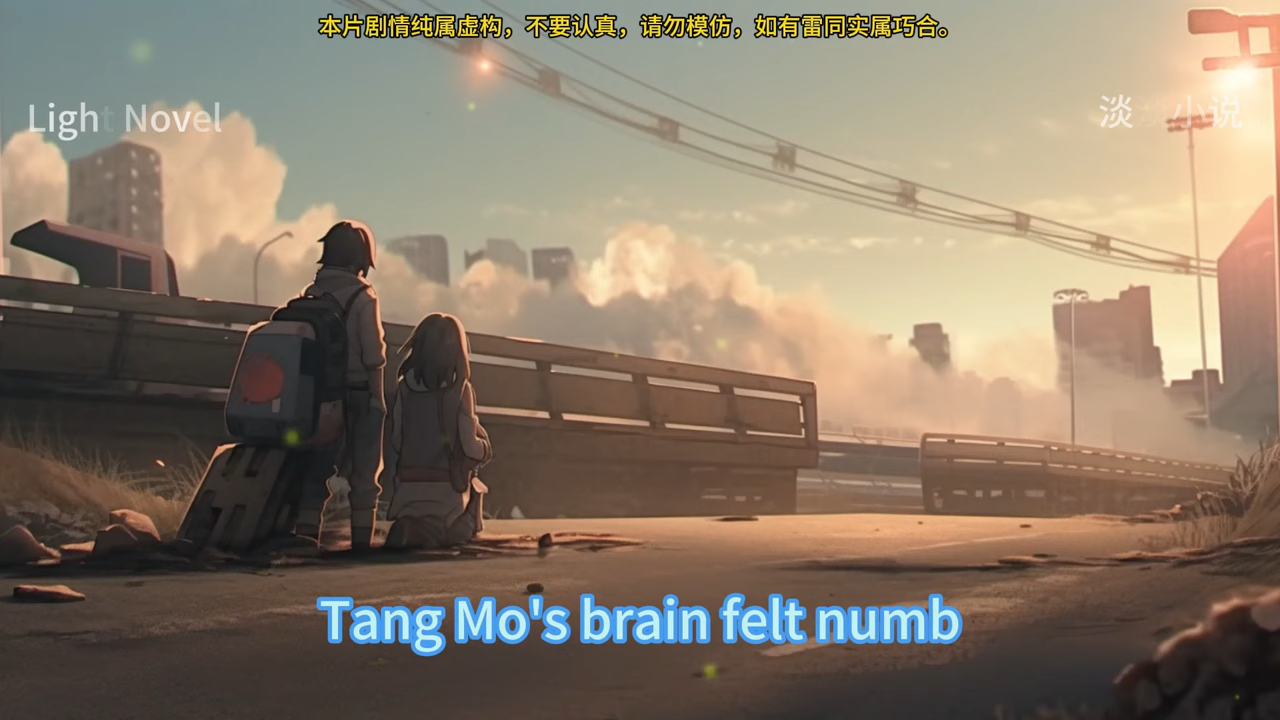 本片剧情纯属虚构，不要认真，请勿模仿，如有雷同实属巧合。
Light Novel
淡 小说
Tang Mo's brain felt numb